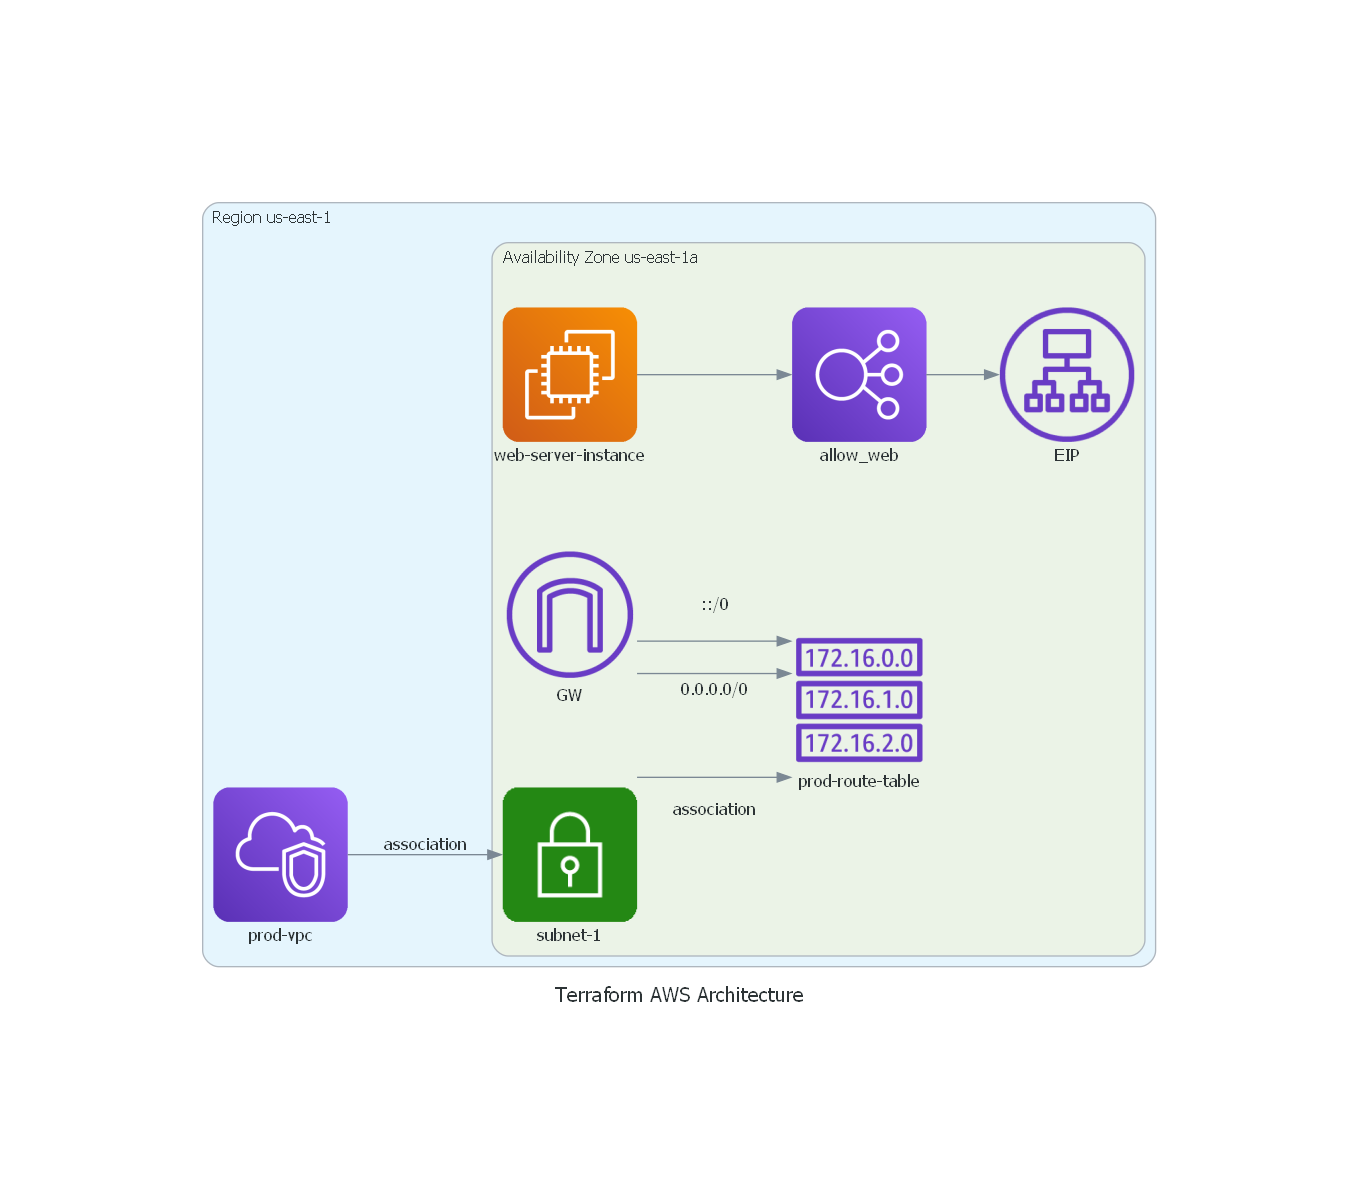 Region us-east-1
Availability Zone us-east-1a
web-server-instance
allow_web
EIP
::/0
GW
0.0.0.0/0
172.16.0.0
172.16.1.0
172.16.2.0
prod-route-table
association
association
prod-vpc
subnet-1
Terraform AWS Architecture